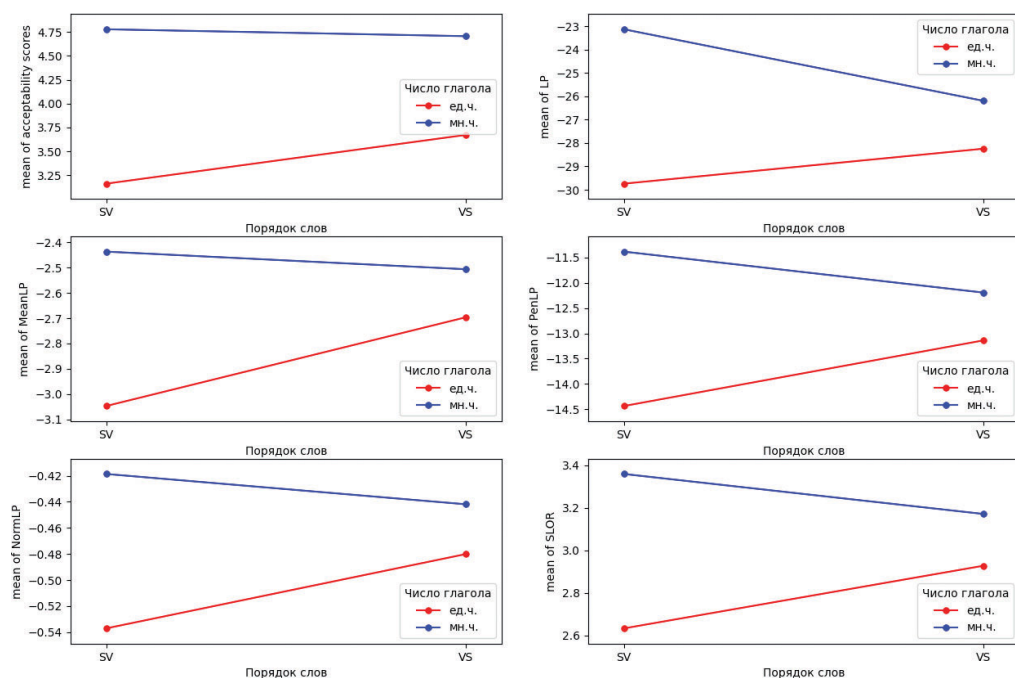 mean of acceptability scores
4.75
4.50
4.25
4.00
3.75
3.50
3.25
Число глагола
ед.ч.
мн.ч.
SV
VS
Порядок слов
mean of LP
−23
−24
−25
−26
−27
−28
−29
−30
Число глагола
ед.ч.
мн.ч.
SV
VS
Порядок слов
mean of MeanLP
−2.4
−2.5
−2.6
−2.7
−2.8
−2.9
−3.0
−3.1
Число глагола
ед.ч.
мн.ч.
SV
VS
Порядок слов
mean of PenLP
−11.5
−12.0
−12.5
−13.0
−13.5
−14.0
−14.5
Число глагола
ед.ч.
мн.ч.
SV
VS
Порядок слов
mean of NormLP
−0.42
−0.44
−0.46
−0.48
−0.50
−0.52
−0.54
Число глагола
ед.ч.
мн.ч.
SV
VS
Порядок слов
mean of SLOR
3.4
3.2
3.0
2.8
2.6
Число глагола
ед.ч.
мн.ч.
SV
VS
Порядок слов